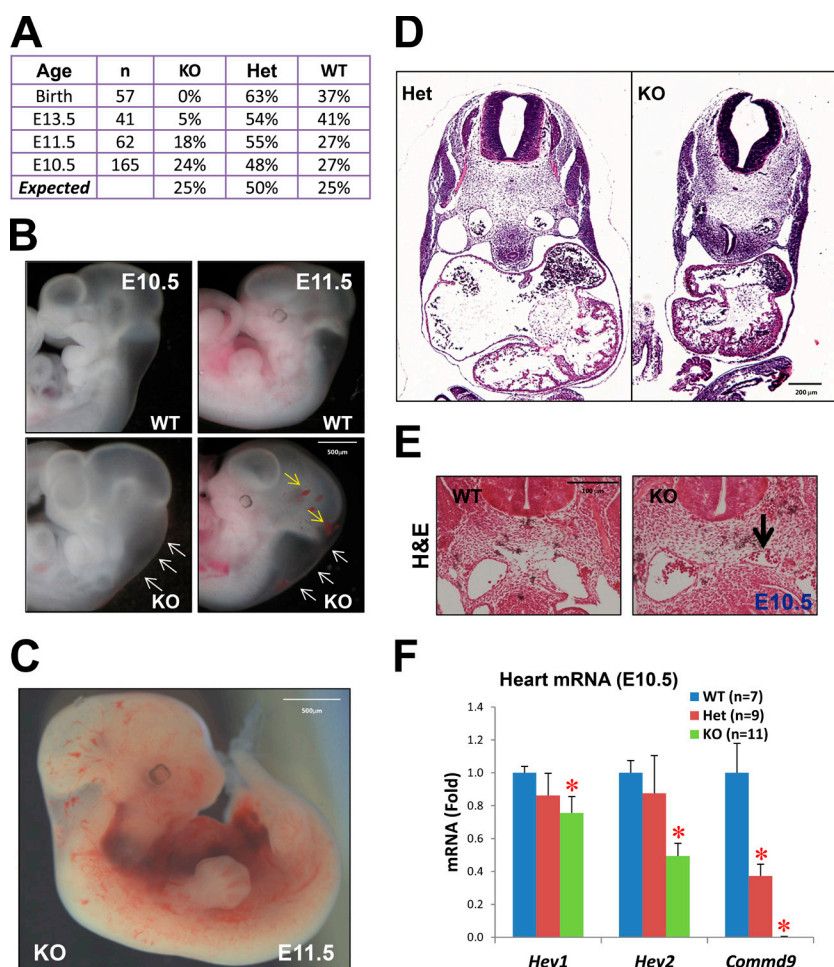 A
Age n KO Het WT
Birth 57 0% 63% 37%
E13.5 41 5% 54% 41%
E11.5 62 18% 55% 27%
E10.5 165 24% 48% 27%
Expected 25% 50% 25%
B
E10.5 E11.5
WT WT
500µm
KO KO
C
500µm
KO E11.5
D
Het KO
200 µm
E
H&E
WT KO
100 µm
E10.5
F
Heart mRNA (E10.5)
WT (n=7)
Het (n=9)
KO (n=11)
mRNA (Fold)
1.4
1.2
1.0
0.8
0.6
0.4
0.2
0.0
* * * *
Hey1 Hey2 Commd9